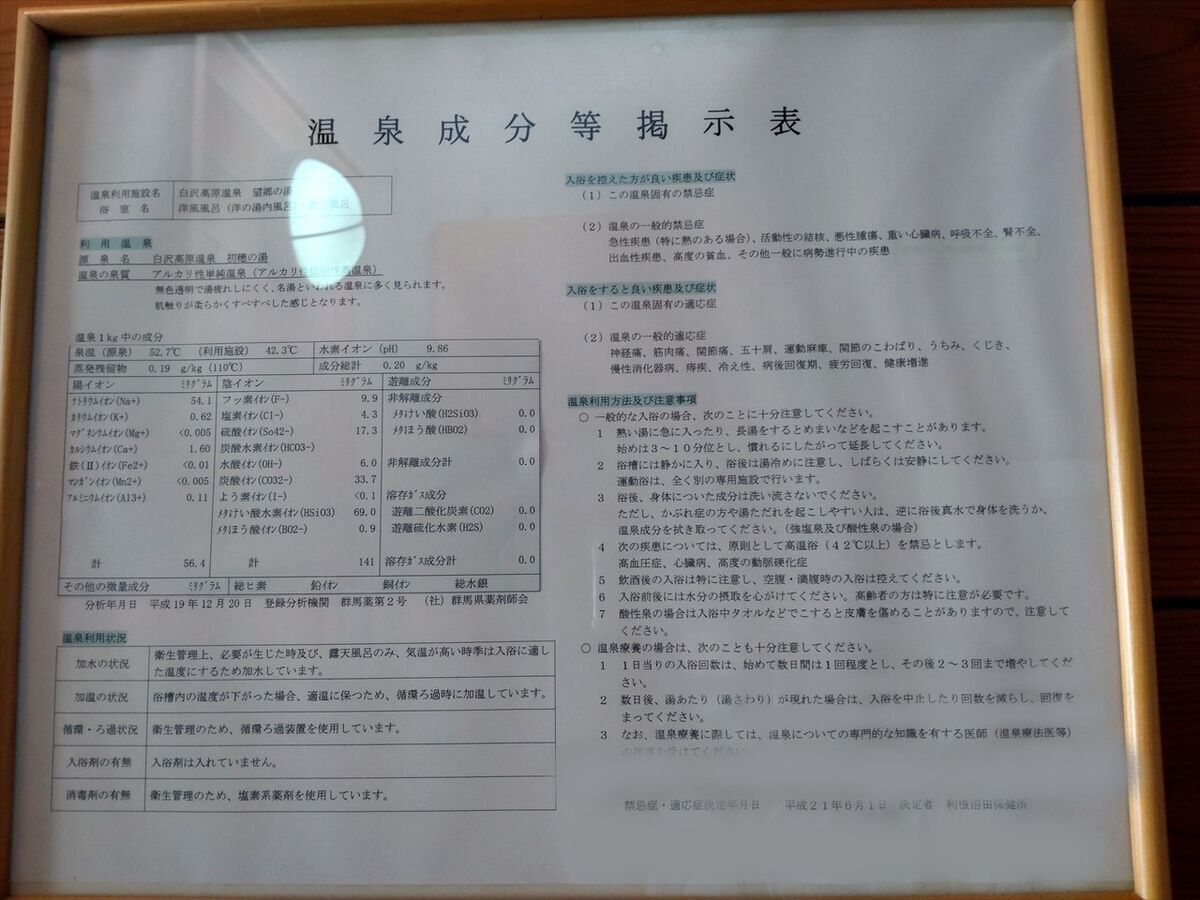 温泉成分等掲示表
温泉利用施設名 白沢高原温泉 望郷の湯
浴室名 洋風風呂(洋の湯内風呂)・露天風呂
利用温泉
源泉名 白沢高原温泉 初穂の湯
温泉の泉質 アルカリ性単純温泉(アルカリ性低張性高温泉)
無色透明で湯疲れしにくく、名湯といわれる温泉に多く見られます。
肌触りが柔らかくすべすべした感じとなります。
温泉1kg中の成分
泉温(源泉) 52.7℃ (利用施設) 42.3℃ 水素イオン(pH) 9.86
蒸発残留物 0.19 g/kg (110℃) 成分総計 0.20 g/kg
陽イオン ミリグラム 陰イオン ミリグラム 遊離成分 ミリグラム
ナトリウムイオン(Na+) 54.1 フッ素イオン(F-) 9.9 非解離成分
カリウムイオン(K+) 0.62 塩素イオン(Cl-) 4.3 メタけい酸(H2SiO3) 0.0
マグネシウムイオン(Mg+) <0.005 硫酸イオン(So42-) 17.3 メタほう酸(HBO2) 0.0
カルシウムイオン(Ca+) 1.60 炭酸水素イオン(HCO3-)
鉄(Ⅱ)イオン(Fe2+) <0.01 水酸イオン(OH-) 6.0 非解離成分計 0.0
マンガンイオン(Mn2+) <0.005 炭酸イオン(CO32-) 33.7
アルミニウムイオン(Al3+) 0.11 よう素イオン(I-) <0.1 溶存ガス成分
メタけい酸水素イオン(HSiO3) 69.0 遊離二酸化炭素(CO2) 0.0
メタほう酸イオン(BO2-) 0.9 遊離硫化水素(H2S) 0.0
計 56.4 計 141 溶存ガス成分計 0.0
その他の微量成分 ミリグラム 総ヒ素 鉛イオン 銅イオン 総水銀
分析年月日 平成19年12月20日 登録分析機関 群馬薬第2号 (社)群馬県薬剤師会
温泉利用状況
加水の状況 衛生管理上、必要が生じた時及び、露天風呂のみ、気温が高い時季は入浴に適し
た温度にするため加水しています。
加温の状況 浴槽内の温度が下がった場合、適温に保つため、循環ろ過時に加温しています。
循環・ろ過状況 衛生管理のため、循環ろ過装置を使用しています。
入浴剤の有無 入浴剤は入れていません。
消毒剤の有無 衛生管理のため、塩素系薬剤を使用しています。
入浴を控えた方が良い疾患及び症状
(1)この温泉固有の禁忌症
(2)温泉の一般的禁忌症
急性疾患(特に熱のある場合)、活動性の結核、悪性腫瘍、重い心臓病、呼吸不全、腎不全、
出血性疾患、高度の貧血、その他一般に病勢進行中の疾患
入浴をすると良い疾患及び症状
(1)この温泉固有の適応症
(2)温泉の一般的適応症
神経痛、筋肉痛、関節痛、五十肩、運動麻痺、関節のこわばり、うちみ、くじき、
慢性消化器病、痔疾、冷え性、病後回復期、疲労回復、健康増進
温泉利用方法及び注意事項
○ 一般的な入浴の場合、次のことに十分注意してください。
1 熱い湯に急に入ったり、長湯をするとめまいなどを起こすことがあります。
始めは3~10分位とし、慣れるにしたがって延長してください。
2 浴槽には静かに入り、浴後は湯冷めに注意し、しばらくは安静にしてください。
運動浴は、全く別の専用施設で行います。
3 浴後、身体についた成分は洗い流さないでください。
ただし、かぶれ症の方や湯ただれを起こしやすい人は、逆に浴後真水で身体を洗うか、
温泉成分を拭き取ってください。(強塩泉及び酸性泉の場合)
4 次の疾患については、原則として高温浴(42℃以上)を禁忌とします。
高血圧症、心臓病、高度の動脈硬化症
5 飲酒後の入浴は特に注意し、空腹・満腹時の入浴は控えてください。
6 入浴前後には水分の摂取を心がけてください。高齢者の方は特に注意が必要です。
7 酸性泉の場合は入浴中タオルなどでこすると皮膚を傷めることがありますので、注意して
ください。
○ 温泉療養の場合は、次のことも十分注意してください。
1 1日当りの入浴回数は、始めて数日間は1回程度とし、その後2~3回まで増やしてくだ
さい。
2 数日後、湯あたり(湯さわり)が現れた場合は、入浴を中止したり回数を減らし、回復を
まってください。
3 なお、温泉療養に際しては、温泉についての専門的な知識を有する医師(温泉療法医等)
の指導を受けてください。
禁忌症・適応症決定年月日 平成21年6月1日 決定者 利根沼田保健所